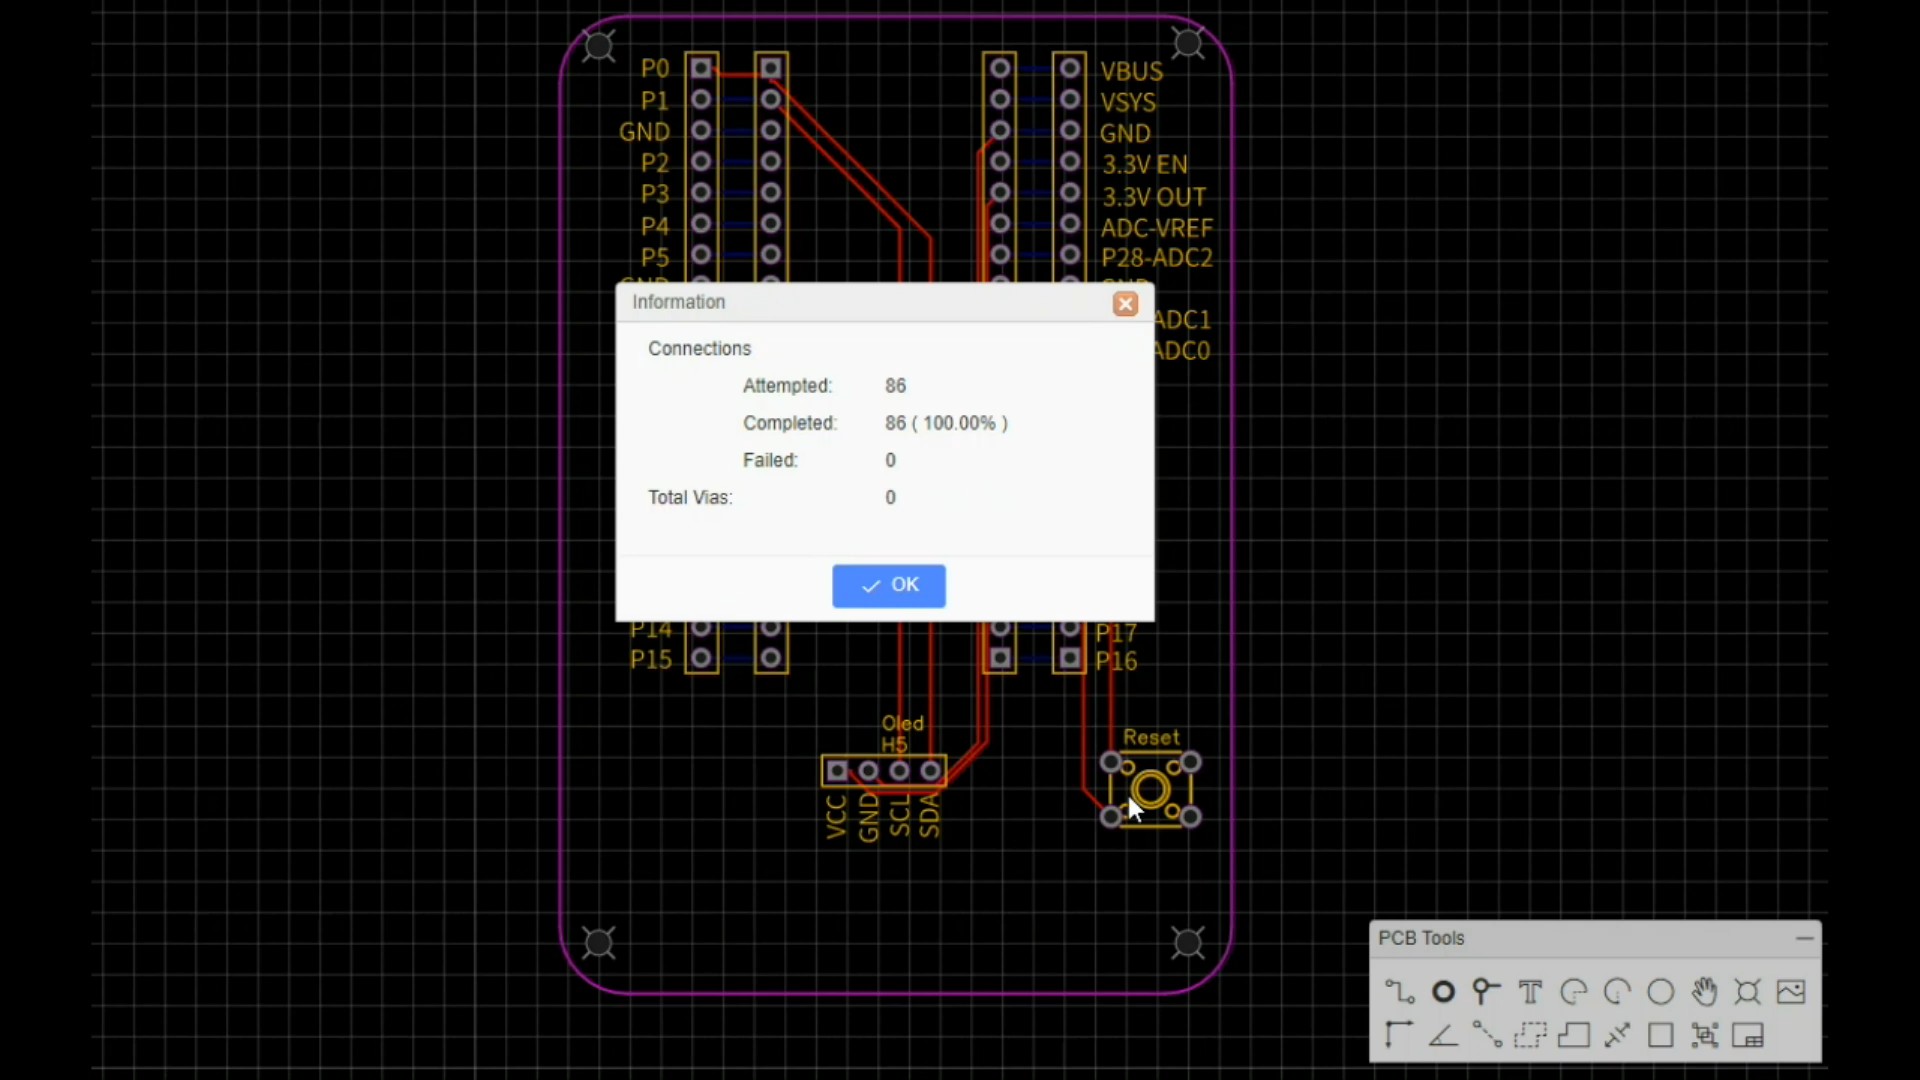 P0
P1
GND
P2
P3
P4
P5
GND
VBUS
VSYS
GND
3.3V EN
3.3V OUT
ADC-VREF
P28-ADC2
GND
ADC1
ADC0
Information
Connections
Attempted: 86
Completed: 86 ( 100.00% )
Failed: 0
Total Vias: 0
OK
P14
P15
P17
P16
Oled
H5
VCC
GND
SCL
SDA
Reset
PCB Tools